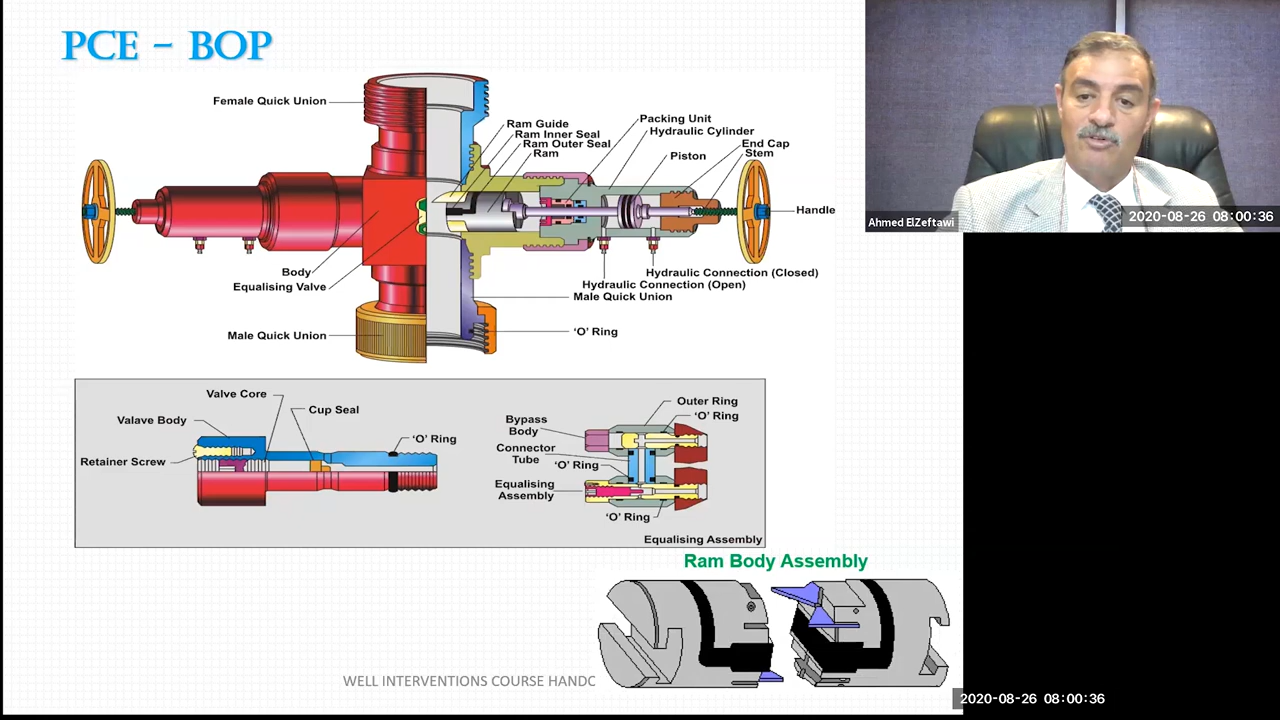 PCE – BOP
Female Quick Union
Ram Guide
Ram Inner Seal
Ram Outer Seal
Ram
Packing Unit
Hydraulic Cylinder
Piston
End Cap
Stem
Handle
Body
Equalising Valve
Hydraulic Connection (Closed)
Hydraulic Connection (Open)
Male Quick Union
Male Quick Union
‘O’ Ring
Valve Core
Cup Seal
Valave Body
‘O’ Ring
Retainer Screw
Outer Ring
‘O’ Ring
Bypass
Body
Connector
Tube
‘O’ Ring
Equalising
Assembly
‘O’ Ring
Equalising Assembly
Ram Body Assembly
WELL INTERVENTIONS COURSE HANDC
2020-08-26 08:00:36
Ahmed ElZeftawi
2020-08-26 08:00:36